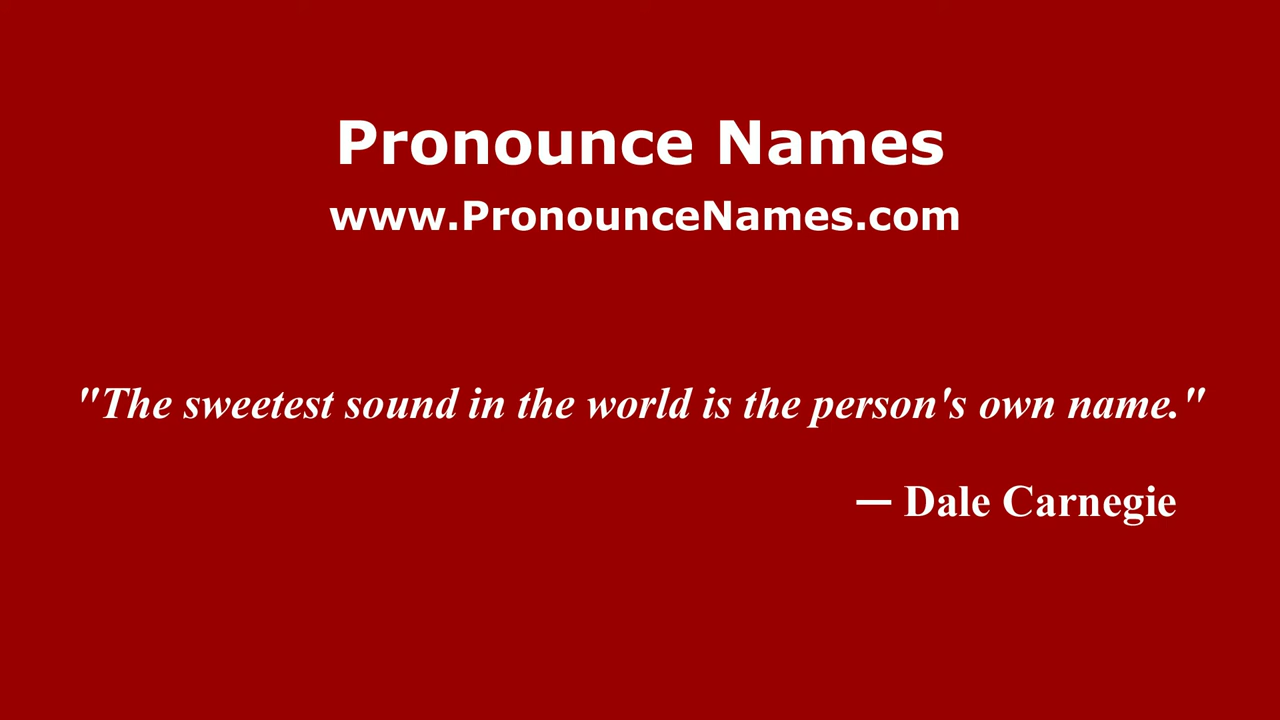 Pronounce Names
www.PronounceNames.com
"The sweetest sound in the world is the person's own name."
— Dale Carnegie